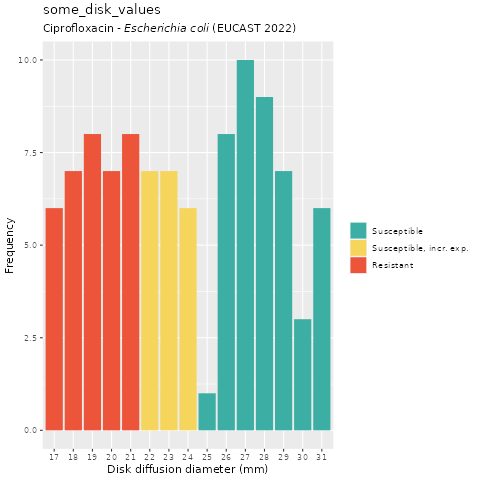 some_disk_values
Ciprofloxacin - Escherichia coli (EUCAST 2022)
10.0
7.5
5.0
2.5
0.0
Frequency
17 18 19 20 21 22 23 24 25 26 27 28 29 30 31
Disk diffusion diameter (mm)
Susceptible
Susceptible, incr. exp.
Resistant